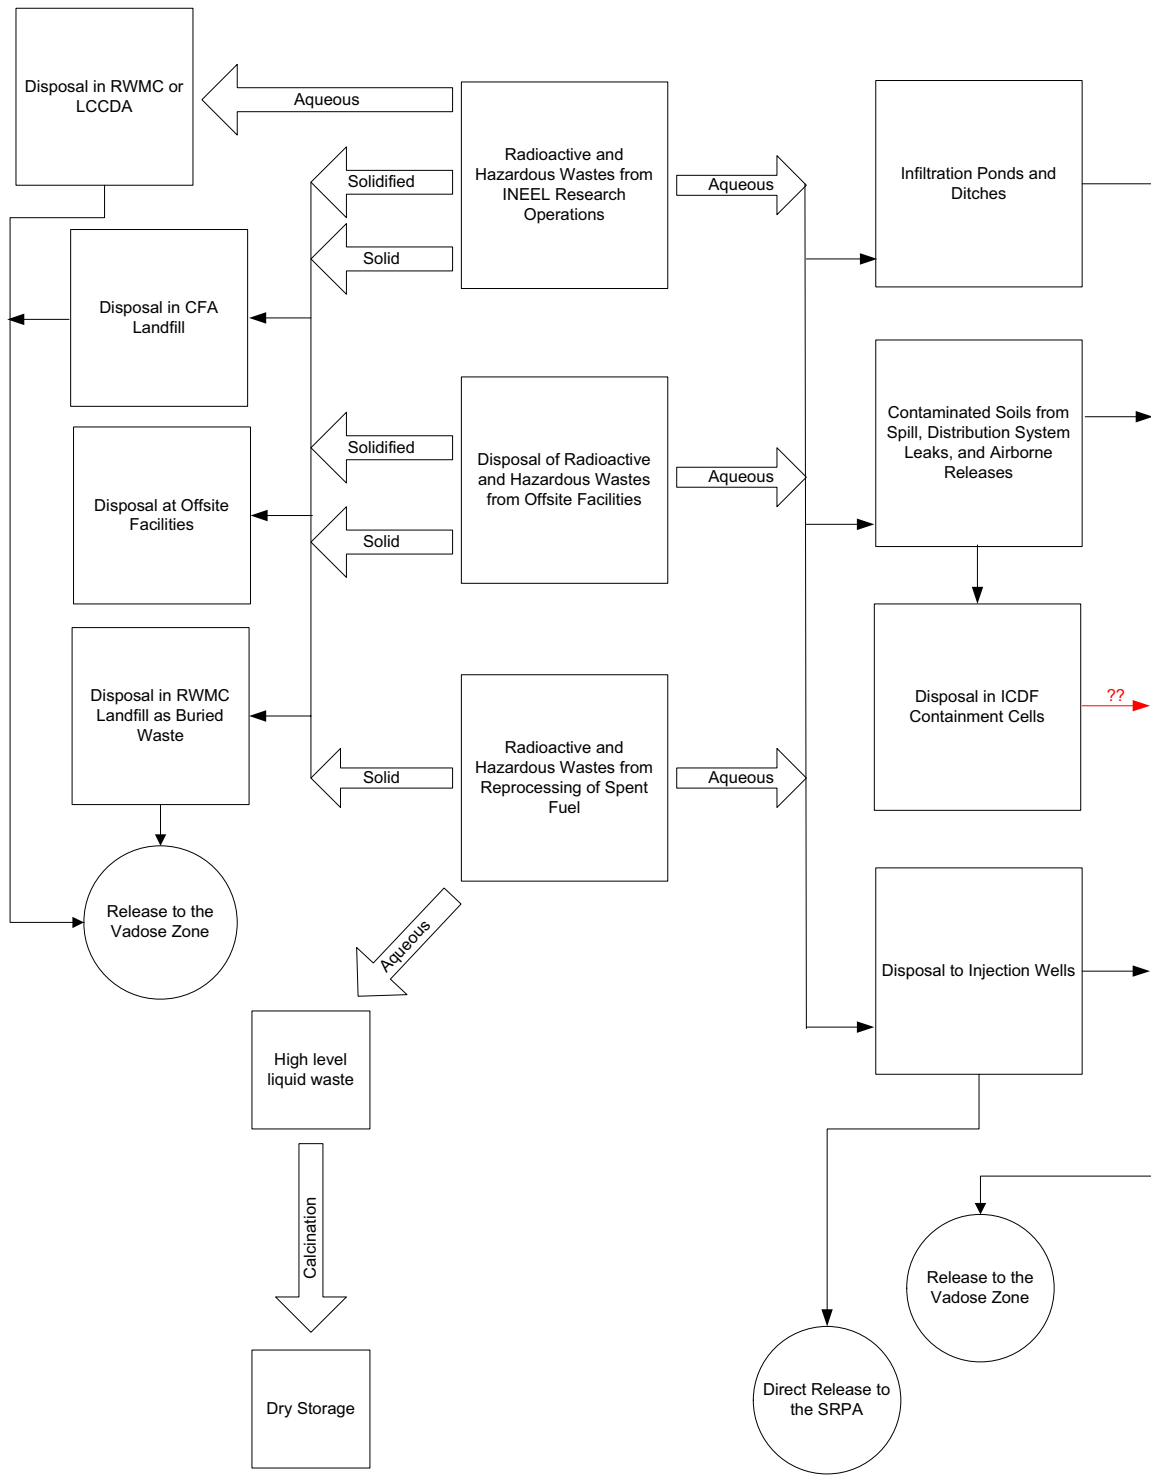 Disposal in RWMC or
LCCDA
Aqueous
Radioactive and
Hazardous Wastes from
INEEL Research
Operations
Solidified
Solid
Aqueous
Infiltration Ponds and
Ditches
Disposal in CFA
Landfill
Contaminated Soils from
Spill, Distribution System
Leaks, and Airborne
Releases
Solidified
Solid
Disposal of Radioactive
and Hazardous Wastes
from Offsite Facilities
Aqueous
Disposal at Offsite
Facilities
Disposal in RWMC
Landfill as Buried
Waste
Disposal in ICDF
Containment Cells
??
Solid
Radioactive and
Hazardous Wastes from
Reprocessing of Spent
Fuel
Aqueous
Release to the
Vadose Zone
Aqueous
Disposal to Injection Wells
High level
liquid waste
Calcination
Release to the
Vadose Zone
Dry Storage
Direct Release to
the SRPA